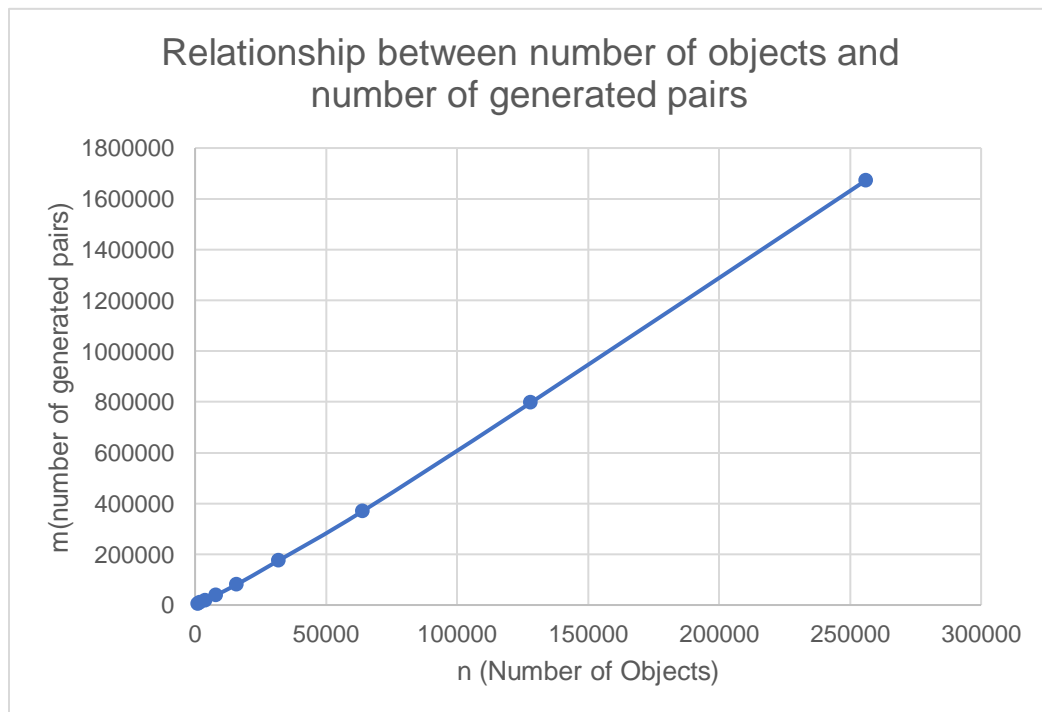 Relationship between number of objects and
number of generated pairs
1800000
1600000
1400000
1200000
1000000
800000
600000
400000
200000
0
m(number of generated pairs)
0 50000 100000 150000 200000 250000 300000
n (Number of Objects)